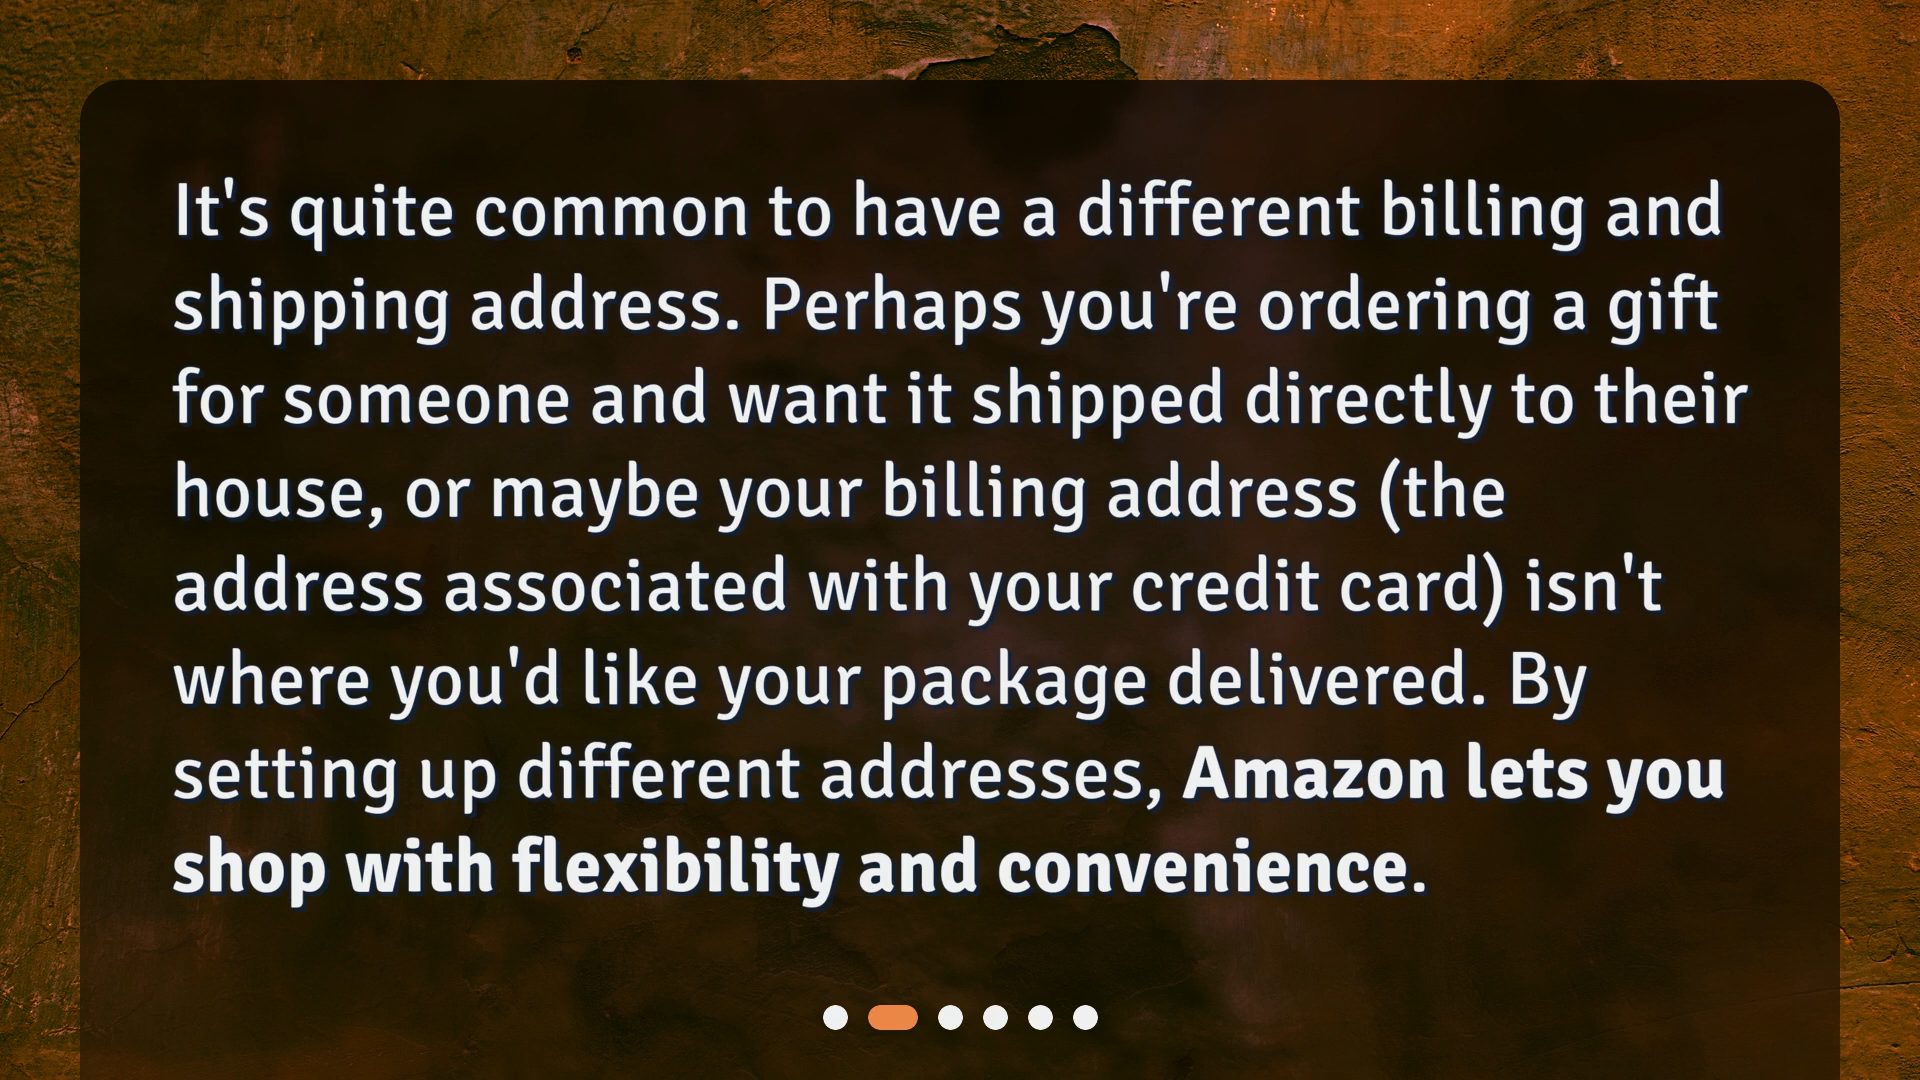 It's quite common to have a different billing and
shipping address. Perhaps you're ordering a gift
for someone and want it shipped directly to their
house, or maybe your billing address (the
address associated with your credit card) isn't
where you'd like your package delivered. By
setting up different addresses, Amazon lets you
shop with flexibility and convenience.